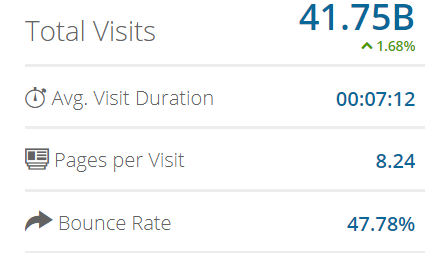 Total Visits 41.75B
1.68%
Avg. Visit Duration 00:07:12
Pages per Visit 8.24
Bounce Rate 47.78%